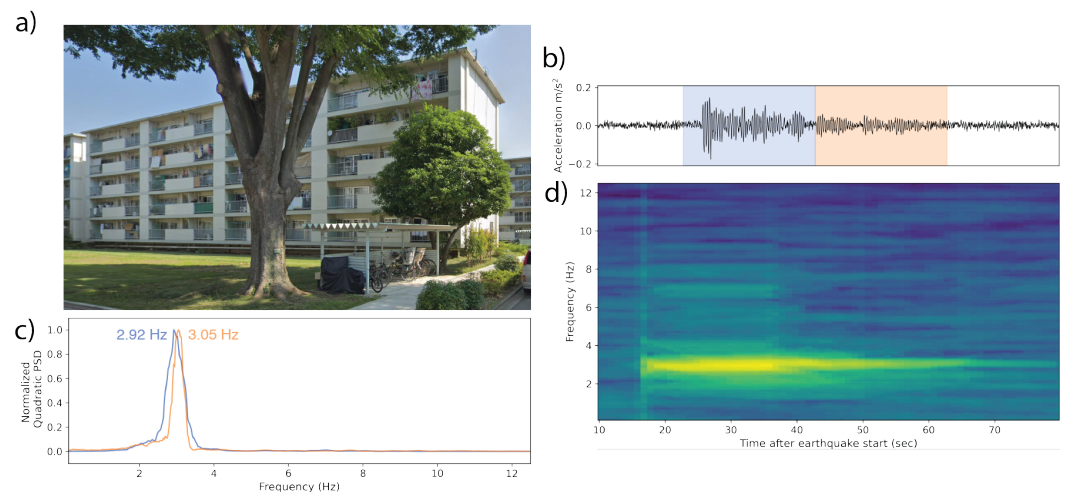 a)
b)
Acceleration m/s²
0.2
0.0
−0.2
c)
2.92 Hz
3.05 Hz
Normalized
Quadratic PSD
1.0
0.8
0.6
0.4
0.2
0.0
2
4
6
8
10
12
Frequency (Hz)
d)
Frequency (Hz)
12
10
8
6
4
2
10
20
30
40
50
60
70
Time after earthquake start (sec)